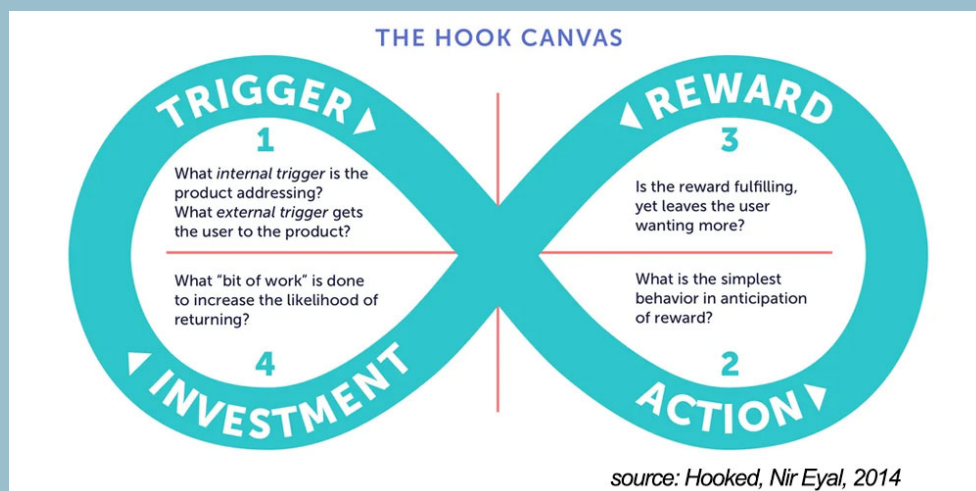 THE HOOK CANVAS
TRIGGER
1
What internal trigger is the
product addressing?
What external trigger gets
the user to the product?
REWARD
3
Is the reward fulfilling,
yet leaves the user
wanting more?
What “bit of work” is done
to increase the likelihood of
returning?
4
INVESTMENT
What is the simplest
behavior in anticipation
of reward?
2
ACTION
source: Hooked, Nir Eyal, 2014